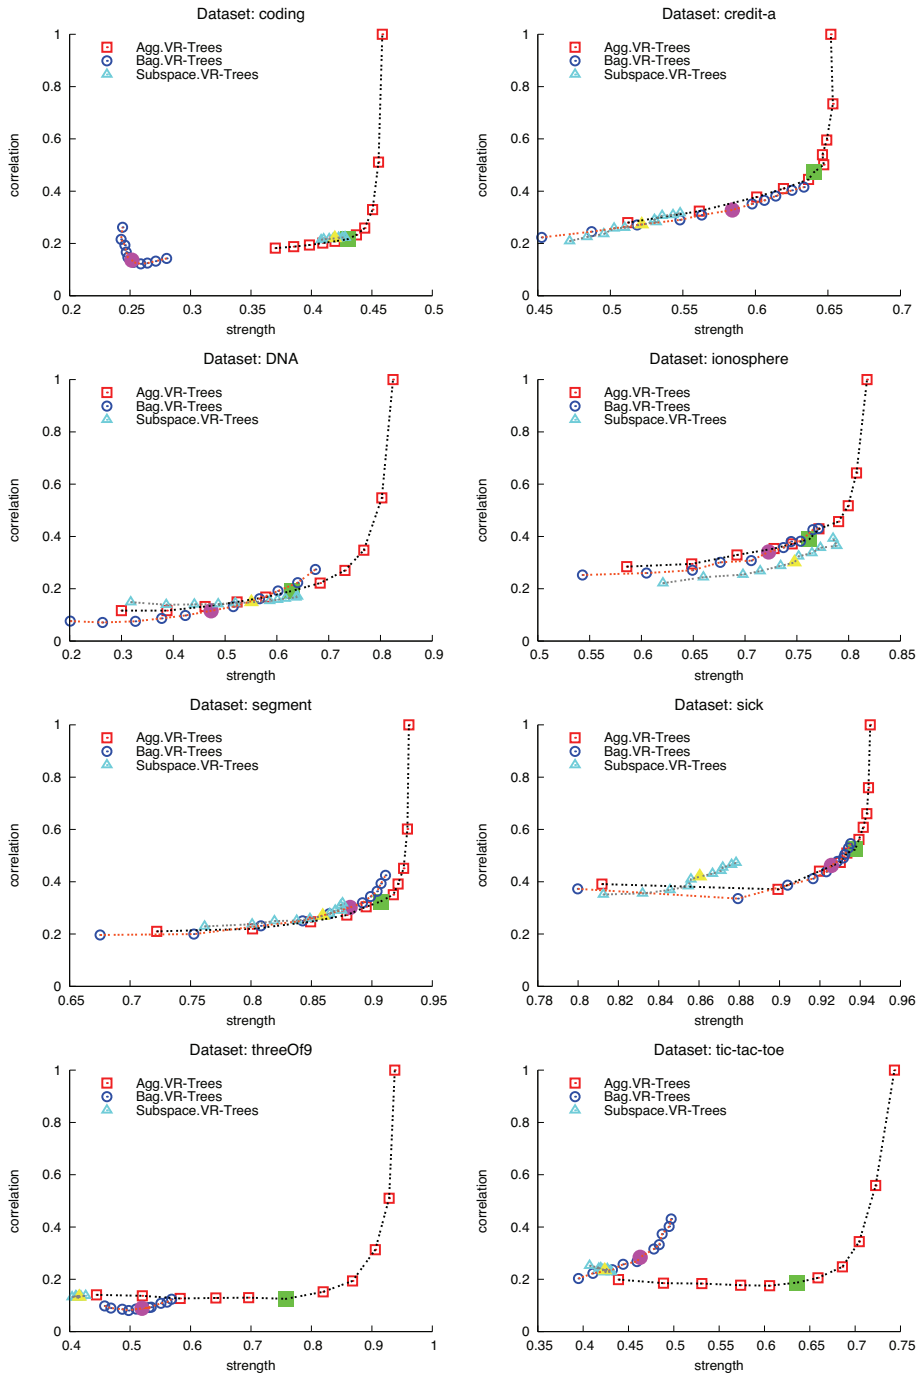 Dataset: coding
1
0.8
0.6
0.4
0.2
0
correlation
Agg.VR-Trees
Bag.VR-Trees
Subspace.VR-Trees
0.2 0.25 0.3 0.35 0.4 0.45 0.5
strength
Dataset: credit-a
1
0.8
0.6
0.4
0.2
0
correlation
Agg.VR-Trees
Bag.VR-Trees
Subspace.VR-Trees
0.45 0.5 0.55 0.6 0.65 0.7
strength
Dataset: DNA
1
0.8
0.6
0.4
0.2
0
correlation
Agg.VR-Trees
Bag.VR-Trees
Subspace.VR-Trees
0.2 0.3 0.4 0.5 0.6 0.7 0.8 0.9
strength
Dataset: ionosphere
1
0.8
0.6
0.4
0.2
0
correlation
Agg.VR-Trees
Bag.VR-Trees
Subspace.VR-Trees
0.5 0.55 0.6 0.65 0.7 0.75 0.8 0.85
strength
Dataset: segment
1
0.8
0.6
0.4
0.2
0
correlation
Agg.VR-Trees
Bag.VR-Trees
Subspace.VR-Trees
0.65 0.7 0.75 0.8 0.85 0.9 0.95
strength
Dataset: sick
1
0.8
0.6
0.4
0.2
0
correlation
Agg.VR-Trees
Bag.VR-Trees
Subspace.VR-Trees
0.78 0.8 0.82 0.84 0.86 0.88 0.9 0.92 0.94 0.96
strength
Dataset: threeOf9
1
0.8
0.6
0.4
0.2
0
correlation
Agg.VR-Trees
Bag.VR-Trees
Subspace.VR-Trees
0.4 0.5 0.6 0.7 0.8 0.9 1
strength
Dataset: tic-tac-toe
1
0.8
0.6
0.4
0.2
0
correlation
Agg.VR-Trees
Bag.VR-Trees
Subspace.VR-Trees
0.35 0.4 0.45 0.5 0.55 0.6 0.65 0.7 0.75
strength